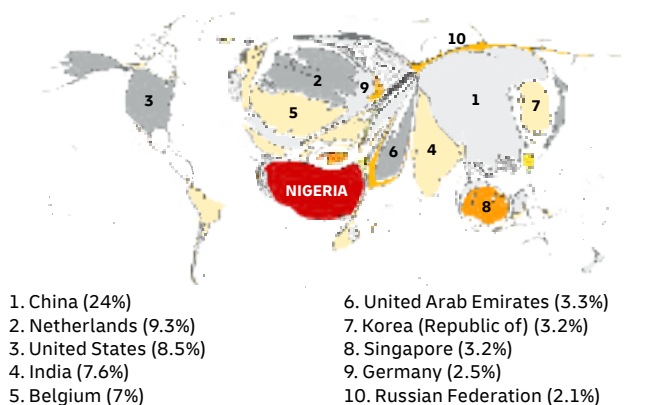 10
2
9
3
1
7
5
6
4
NIGERIA
8
1. China (24%)
2. Netherlands (9.3%)
3. United States (8.5%)
4. India (7.6%)
5. Belgium (7%)
6. United Arab Emirates (3.3%)
7. Korea (Republic of) (3.2%)
8. Singapore (3.2%)
9. Germany (2.5%)
10. Russian Federation (2.1%)